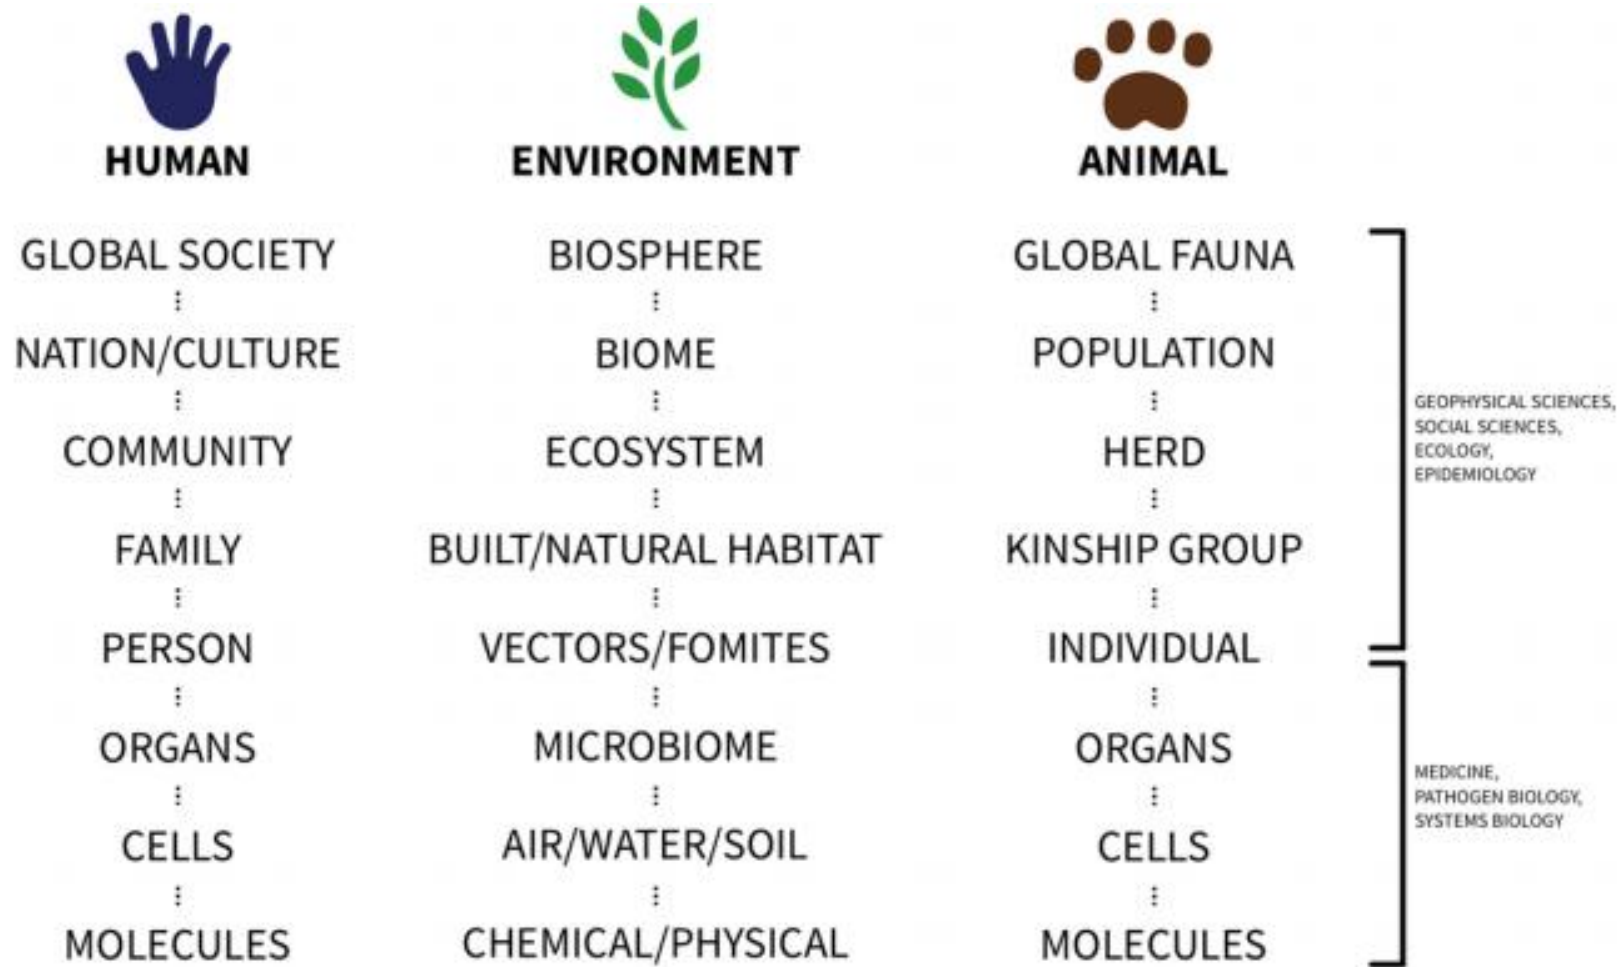 HUMAN ENVIRONMENT ANIMAL
GLOBAL SOCIETY BIOSPHERE GLOBAL FAUNA
NATION/CULTURE BIOME POPULATION
COMMUNITY ECOSYSTEM HERD
FAMILY BUILT/NATURAL HABITAT KINSHIP GROUP
PERSON VECTORS/FOMITES INDIVIDUAL
ORGANS MICROBIOME ORGANS
CELLS AIR/WATER/SOIL CELLS
MOLECULES CHEMICAL/PHYSICAL MOLECULES
GEOPHYSICAL SCIENCES,
SOCIAL SCIENCES,
ECOLOGY,
EPIDEMIOLOGY
MEDICINE,
PATHOGEN BIOLOGY,
SYSTEMS BIOLOGY